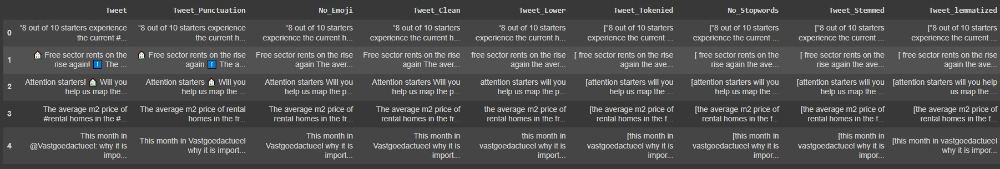 Tweet Tweet_Punctuation No_Emoji Tweet_Clean Tweet_Lower Tweet_Tokenied No_Stopwords Tweet_Stemmed Tweet_lemmatized
0 “8 out of 10 starters experience the current #... “8 out of 10 starters experience the current h... “8 out of 10 starters experience the current h... “8 out of 10 starters experience the current h... “8 out of 10 starters experience the current h... [“8 out of 10 starters experience the current ... [“8 out of 10 starters experience the current ... [“8 out of 10 starters experience the current ... [“8 out of 10 starters experience the current ...
1 🏠 Free sector rents on the rise again! ⬆️ The ... 🏠 Free sector rents on the rise again ⬆️ The a... Free sector rents on the rise again The aver... Free sector rents on the rise again The aver... free sector rents on the rise again the aver... [ free sector rents on the rise again the ave... [ free sector rents on the rise again the ave... [ free sector rents on the rise again the ave... [ free sector rents on the rise again the ave...
2 Attention starters! 🏠 Will you help us map the ... Attention starters 🏠 Will you help us map the ... Attention starters Will you help us map the p... Attention starters Will you help us map the p... attention starters will you help us map the p... [attention starters will you help us map the ... [attention starters will you help us map the ... [attention starters will you help us map the ... [attention starters will you help us map the ...
3 The average m2 price of #rental homes in the #... The average m2 price of rental homes in the fr... The average m2 price of rental homes in the fr... The average m2 price of rental homes in the fr... the average m2 price of rental homes in the fr... [the average m2 price of rental homes in the f... [the average m2 price of rental homes in the f... [the average m2 price of rental homes in the f... [the average m2 price of rental homes in the f...
4 This month in @Vastgoedactueel: why it is impo... This month in Vastgoedactueel why it is import... This month in Vastgoedactueel why it is import... This month in Vastgoedactueel why it is import... this month in vastgoedactueel why it is import... [this month in vastgoedactueel why it is impor... [this month in vastgoedactueel why it is impor... [this month in vastgoedactueel why it is impor... [this month in vastgoedactueel why it is impor...